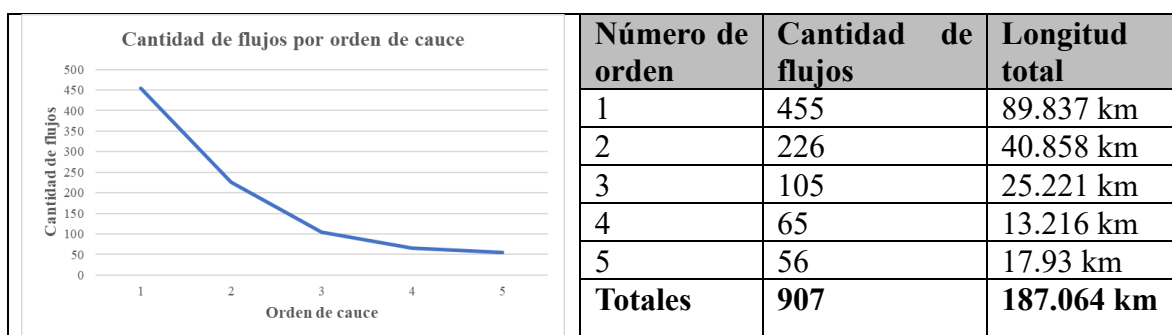 Cantidad de flujos por orden de cauce
500
450
400
350
300
250
200
150
100
50
0
Cantidad de flujos
1 2 3 4 5
Orden de cauce
Número de orden Cantidad de flujos Longitud total
1 455 89.837 km
2 226 40.858 km
3 105 25.221 km
4 65 13.216 km
5 56 17.93 km
Totales 907 187.064 km